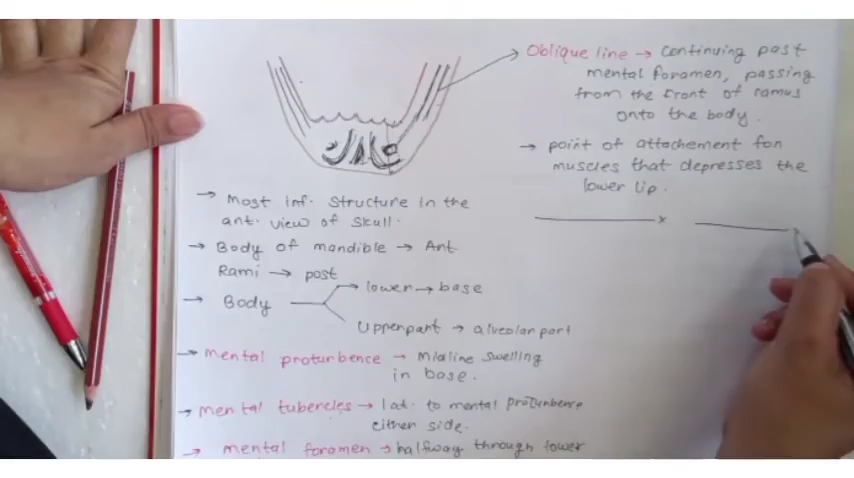 → Most inf. structure in the
ant. view of skull.
→ Body of mandible → Ant
Rami → post
→ Body → lower → base
Upperpart → alveolar part
→ mental proturbence → midline swelling
in base.
→ mental tubercles → lat. to mental proturbence
either side.
→ mental foramen → halfway through lower
Oblique line → continuing past
mental foramen, passing
from the front of ramus
onto the body.
→ point of attachement for
muscles that depresses the
lower lip.
x